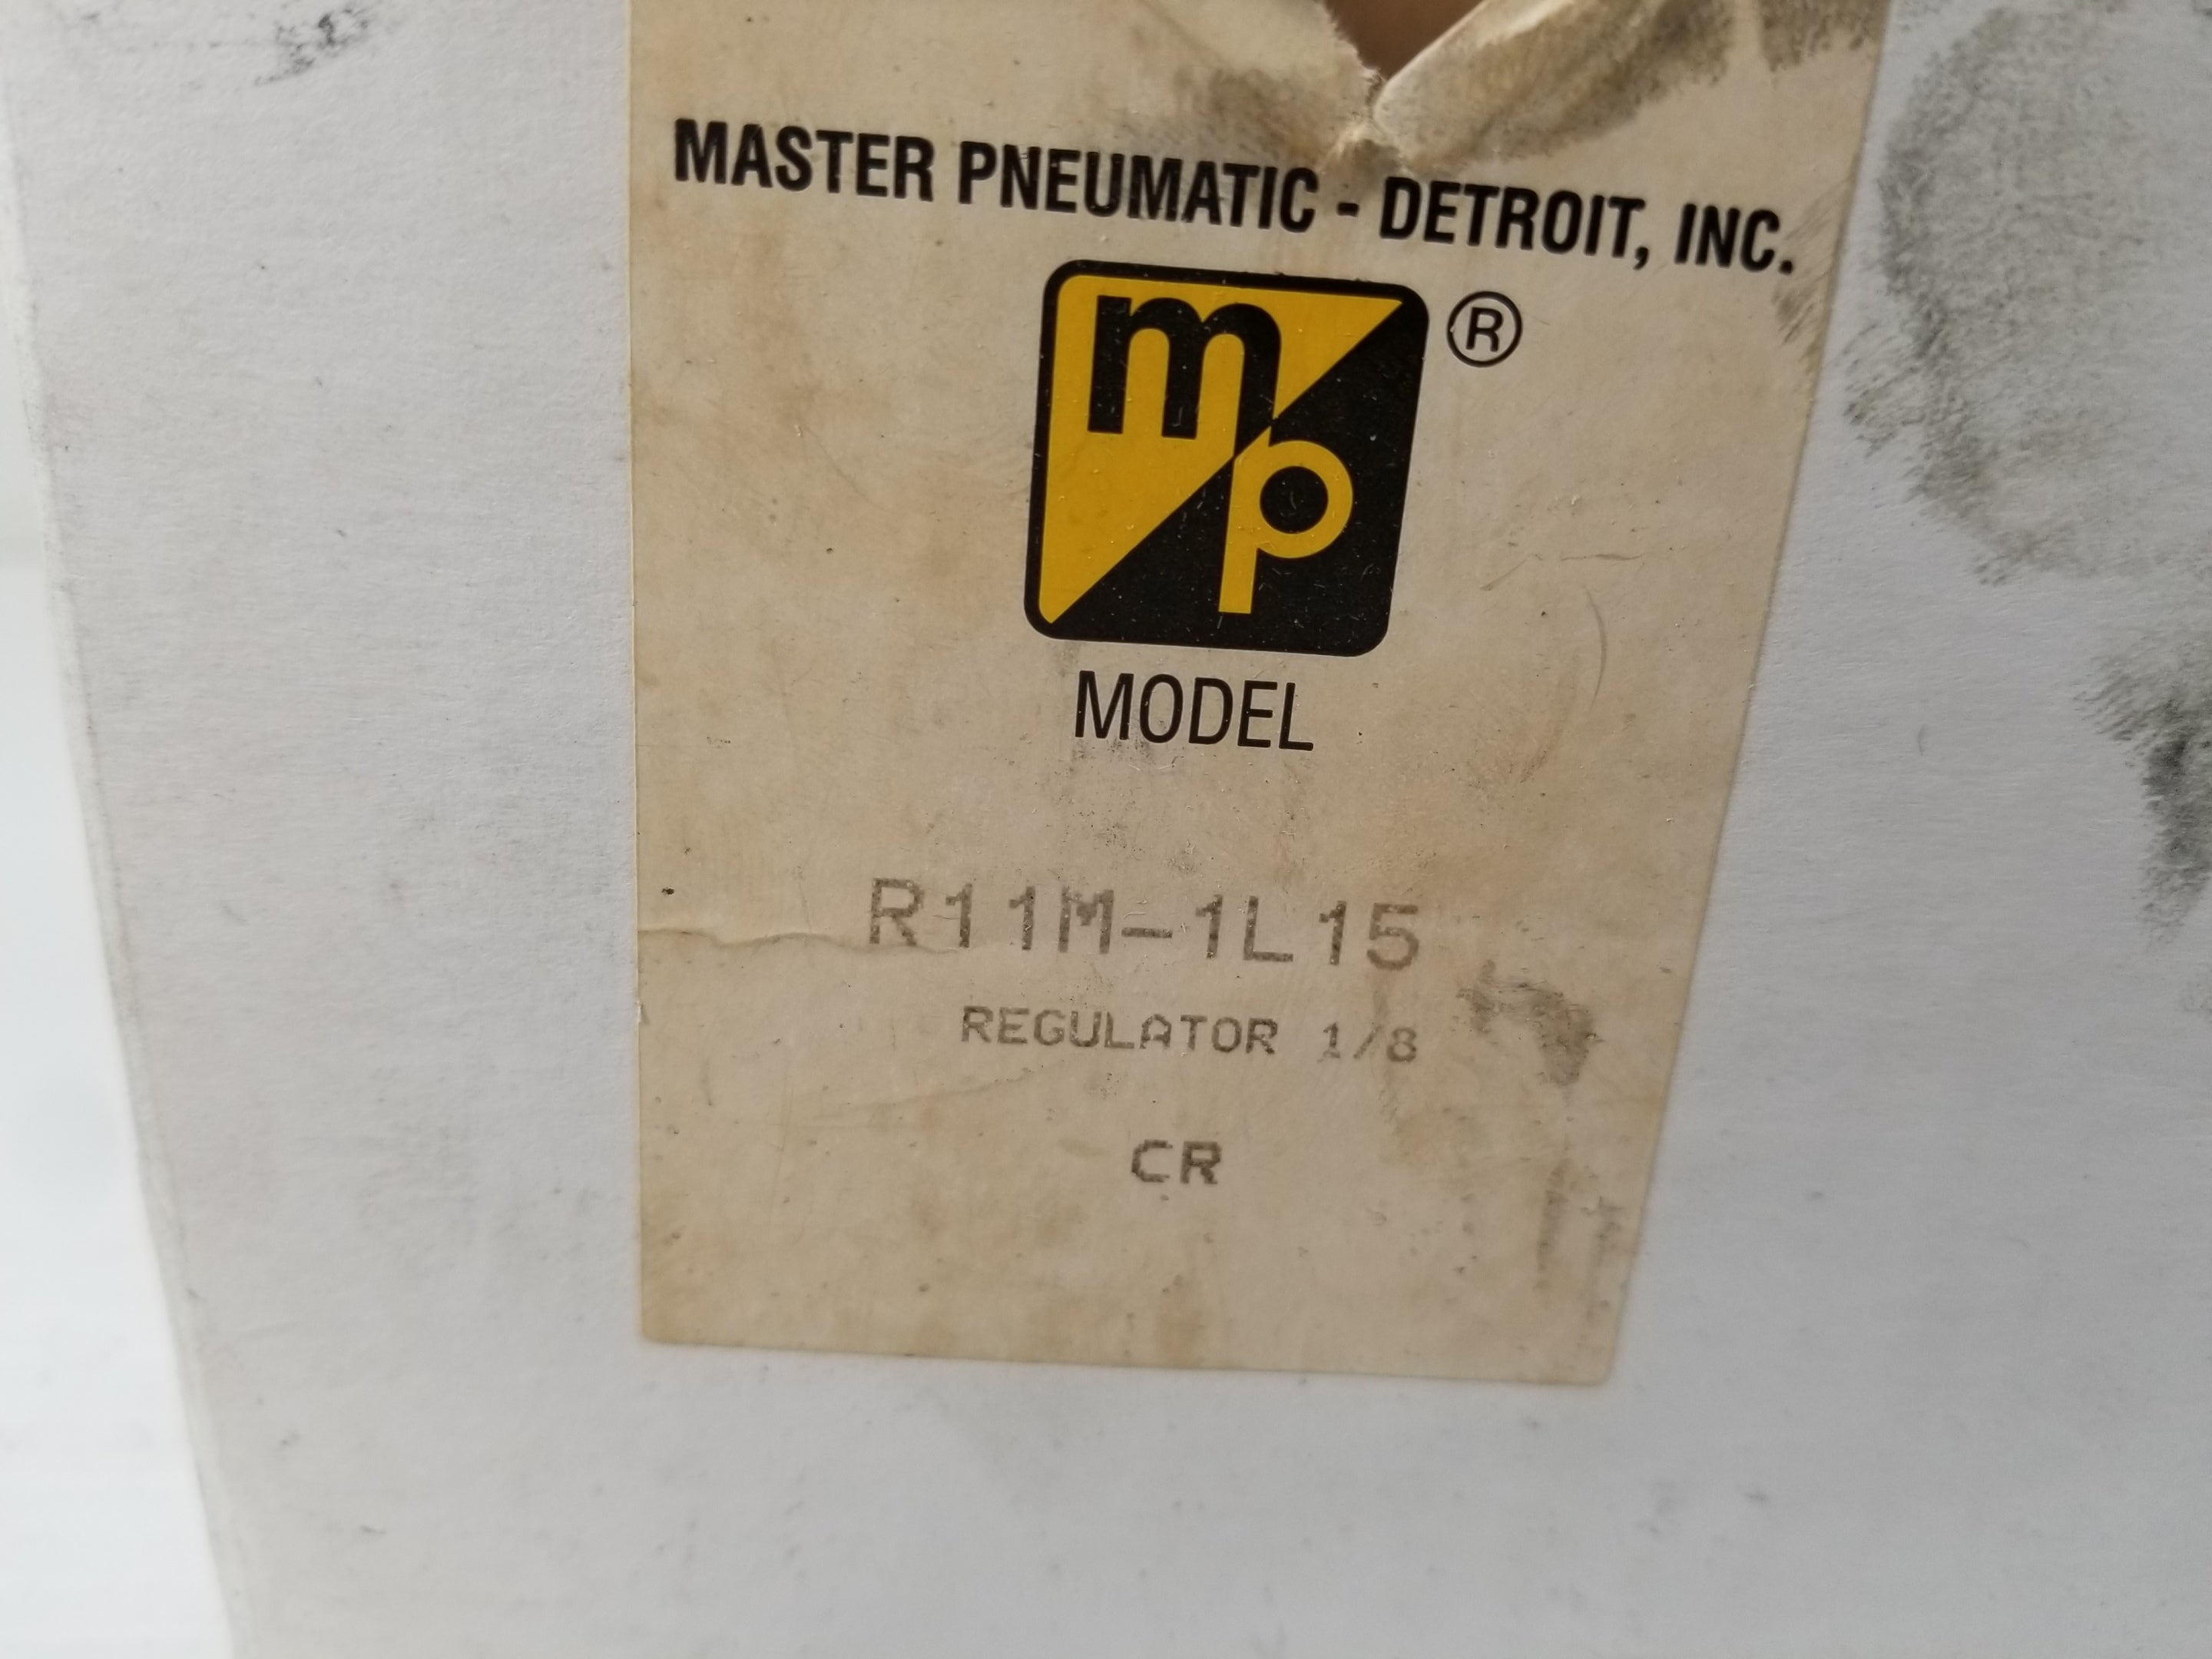 MASTER PNEUMATIC - DETROIT, INC.
mp ®
MODEL
R11M-1L15
REGULATOR 1/8
CR